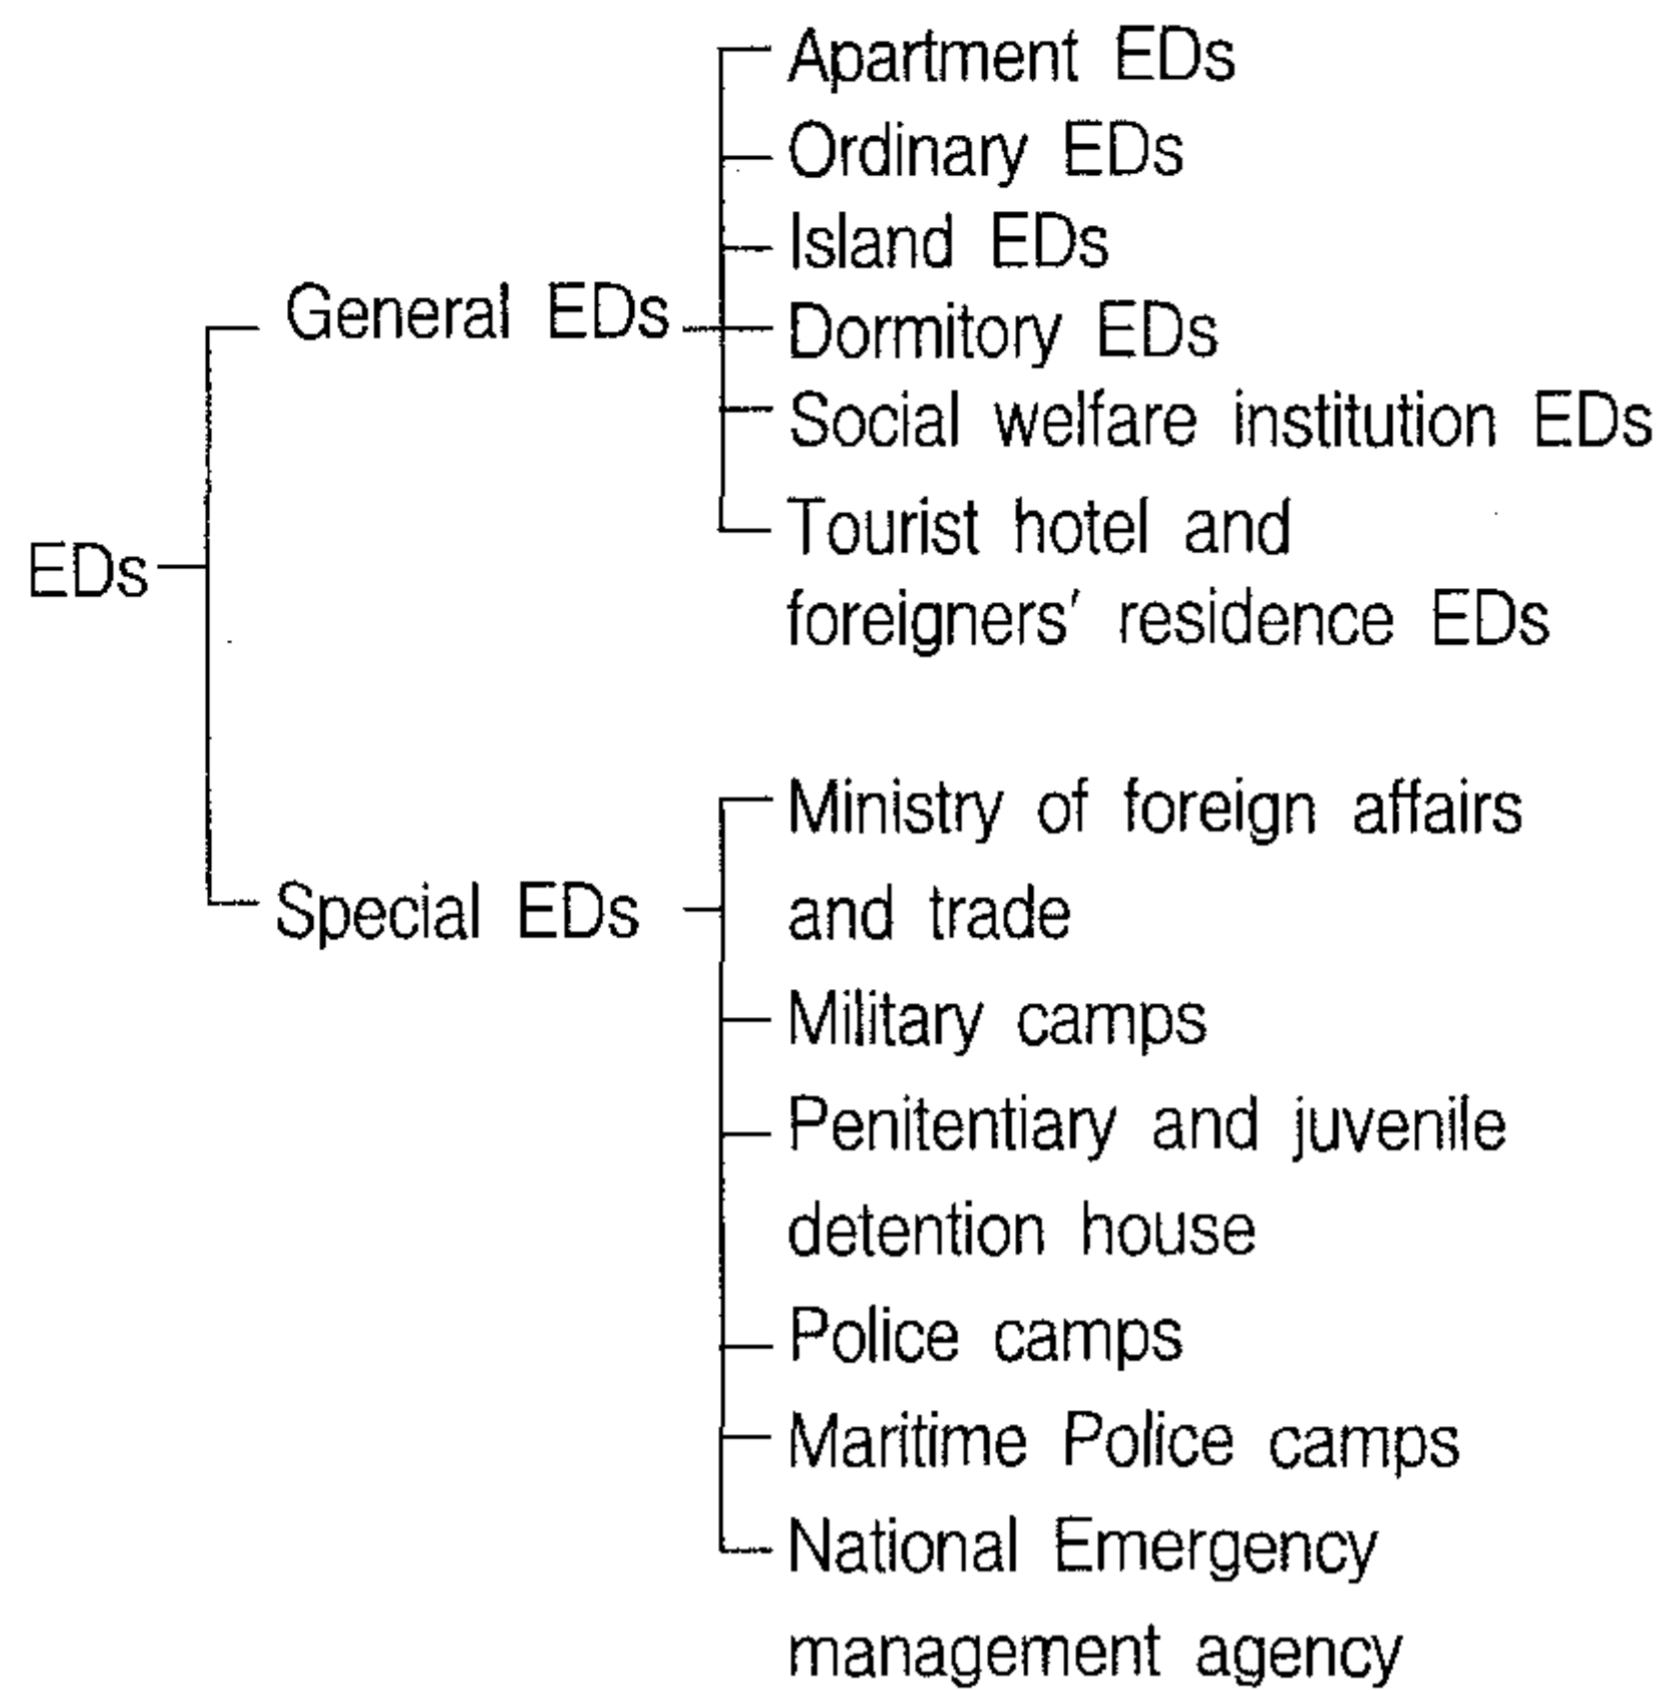 Apartment EDs
Ordinary EDs
Island EDs
General EDs
Dormitory EDs
Social welfare institution EDs
Tourist hotel and
foreigners' residence EDs
EDs
Ministry of foreign affairs
and trade
Special EDs
Military camps
Penitentiary and juvenile
detention house
Police camps
Maritime Police camps
National Emergency
management agency